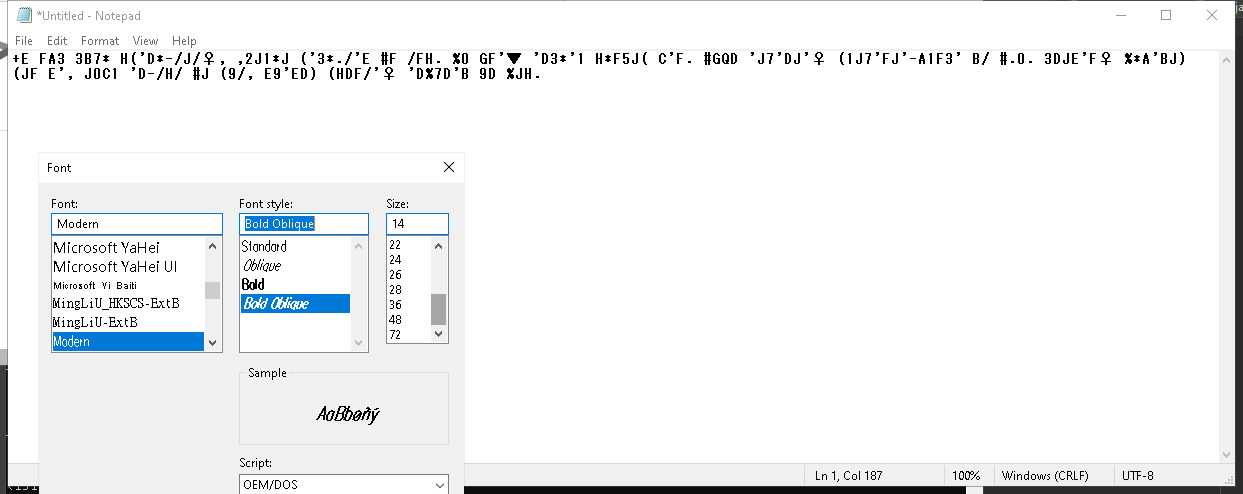 *Untitled - Notepad
File Edit Format View Help
+E FA3 3B7* H('D*-/J/♀, ,2J1*J ('3*./'E #F /FH. %0 GF'▼ 'D3*'1 H*F5J( C'F. #GQD 'J7'DJ'♀ (1J7'FJ'-A1F3' B/ #.0. 3DJE'F♀ %*A'BJ)
(JF E', J0C1 'D-/H/ #J (9/, E9'ED) (HDF/'♀ 'D%7D'B 9D %JH.
Font
Font: Font style: Size:
Modern Bold Oblique 14
Microsoft YaHei
Microsoft YaHei UI
Microsoft Yi Baiti
MingLiU_HKSCS-ExtB
MingLiU-ExtB
Modern
Standard
Oblique
Bold
Bold Oblique
22
24
26
28
36
48
72
Sample
AaBbøñý
Script:
OEM/DOS
Ln 1, Col 187 100% Windows (CRLF) UTF-8